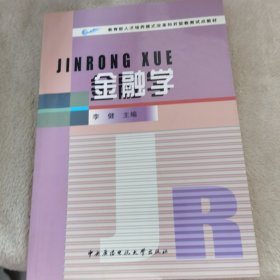 教育部人才培养模式改革和开放教育试点教材
JINRONG XUE
金融学
李健 主编
J
R
中央广播电视大学出版社